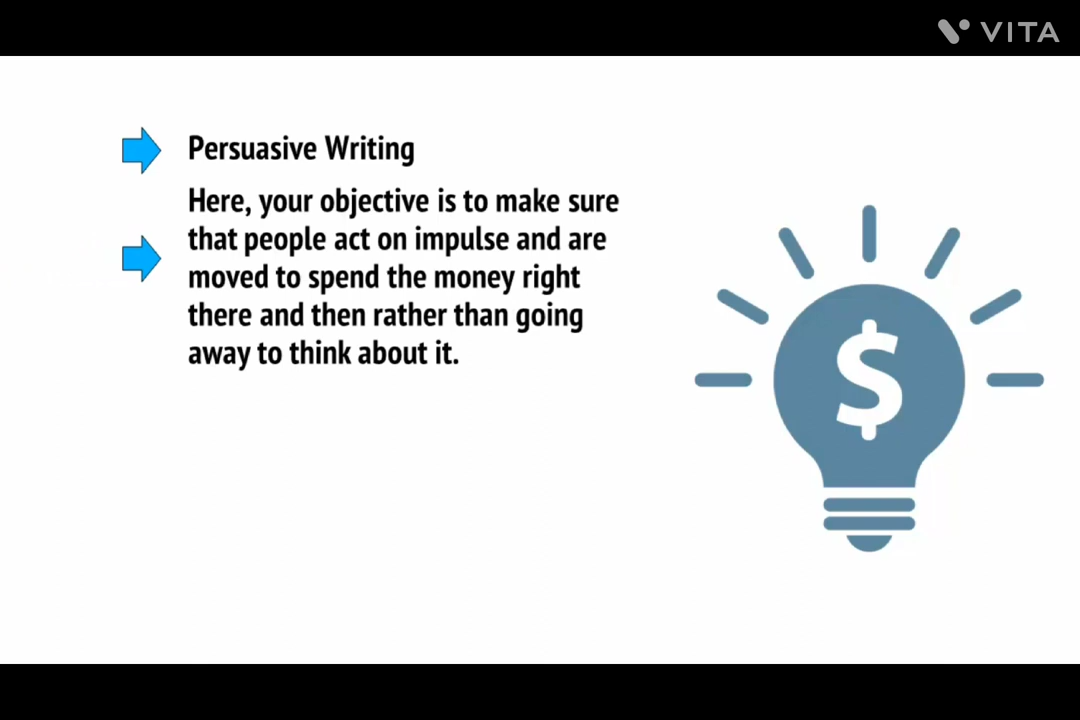 VITA
Persuasive Writing
Here, your objective is to make sure
that people act on impulse and are
moved to spend the money right
there and then rather than going
away to think about it.
$